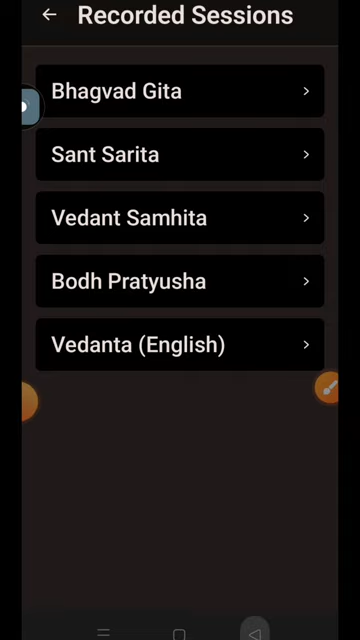 Recorded Sessions
Bhagvad Gita
Sant Sarita
Vedant Samhita
Bodh Pratyusha
Vedanta (English)